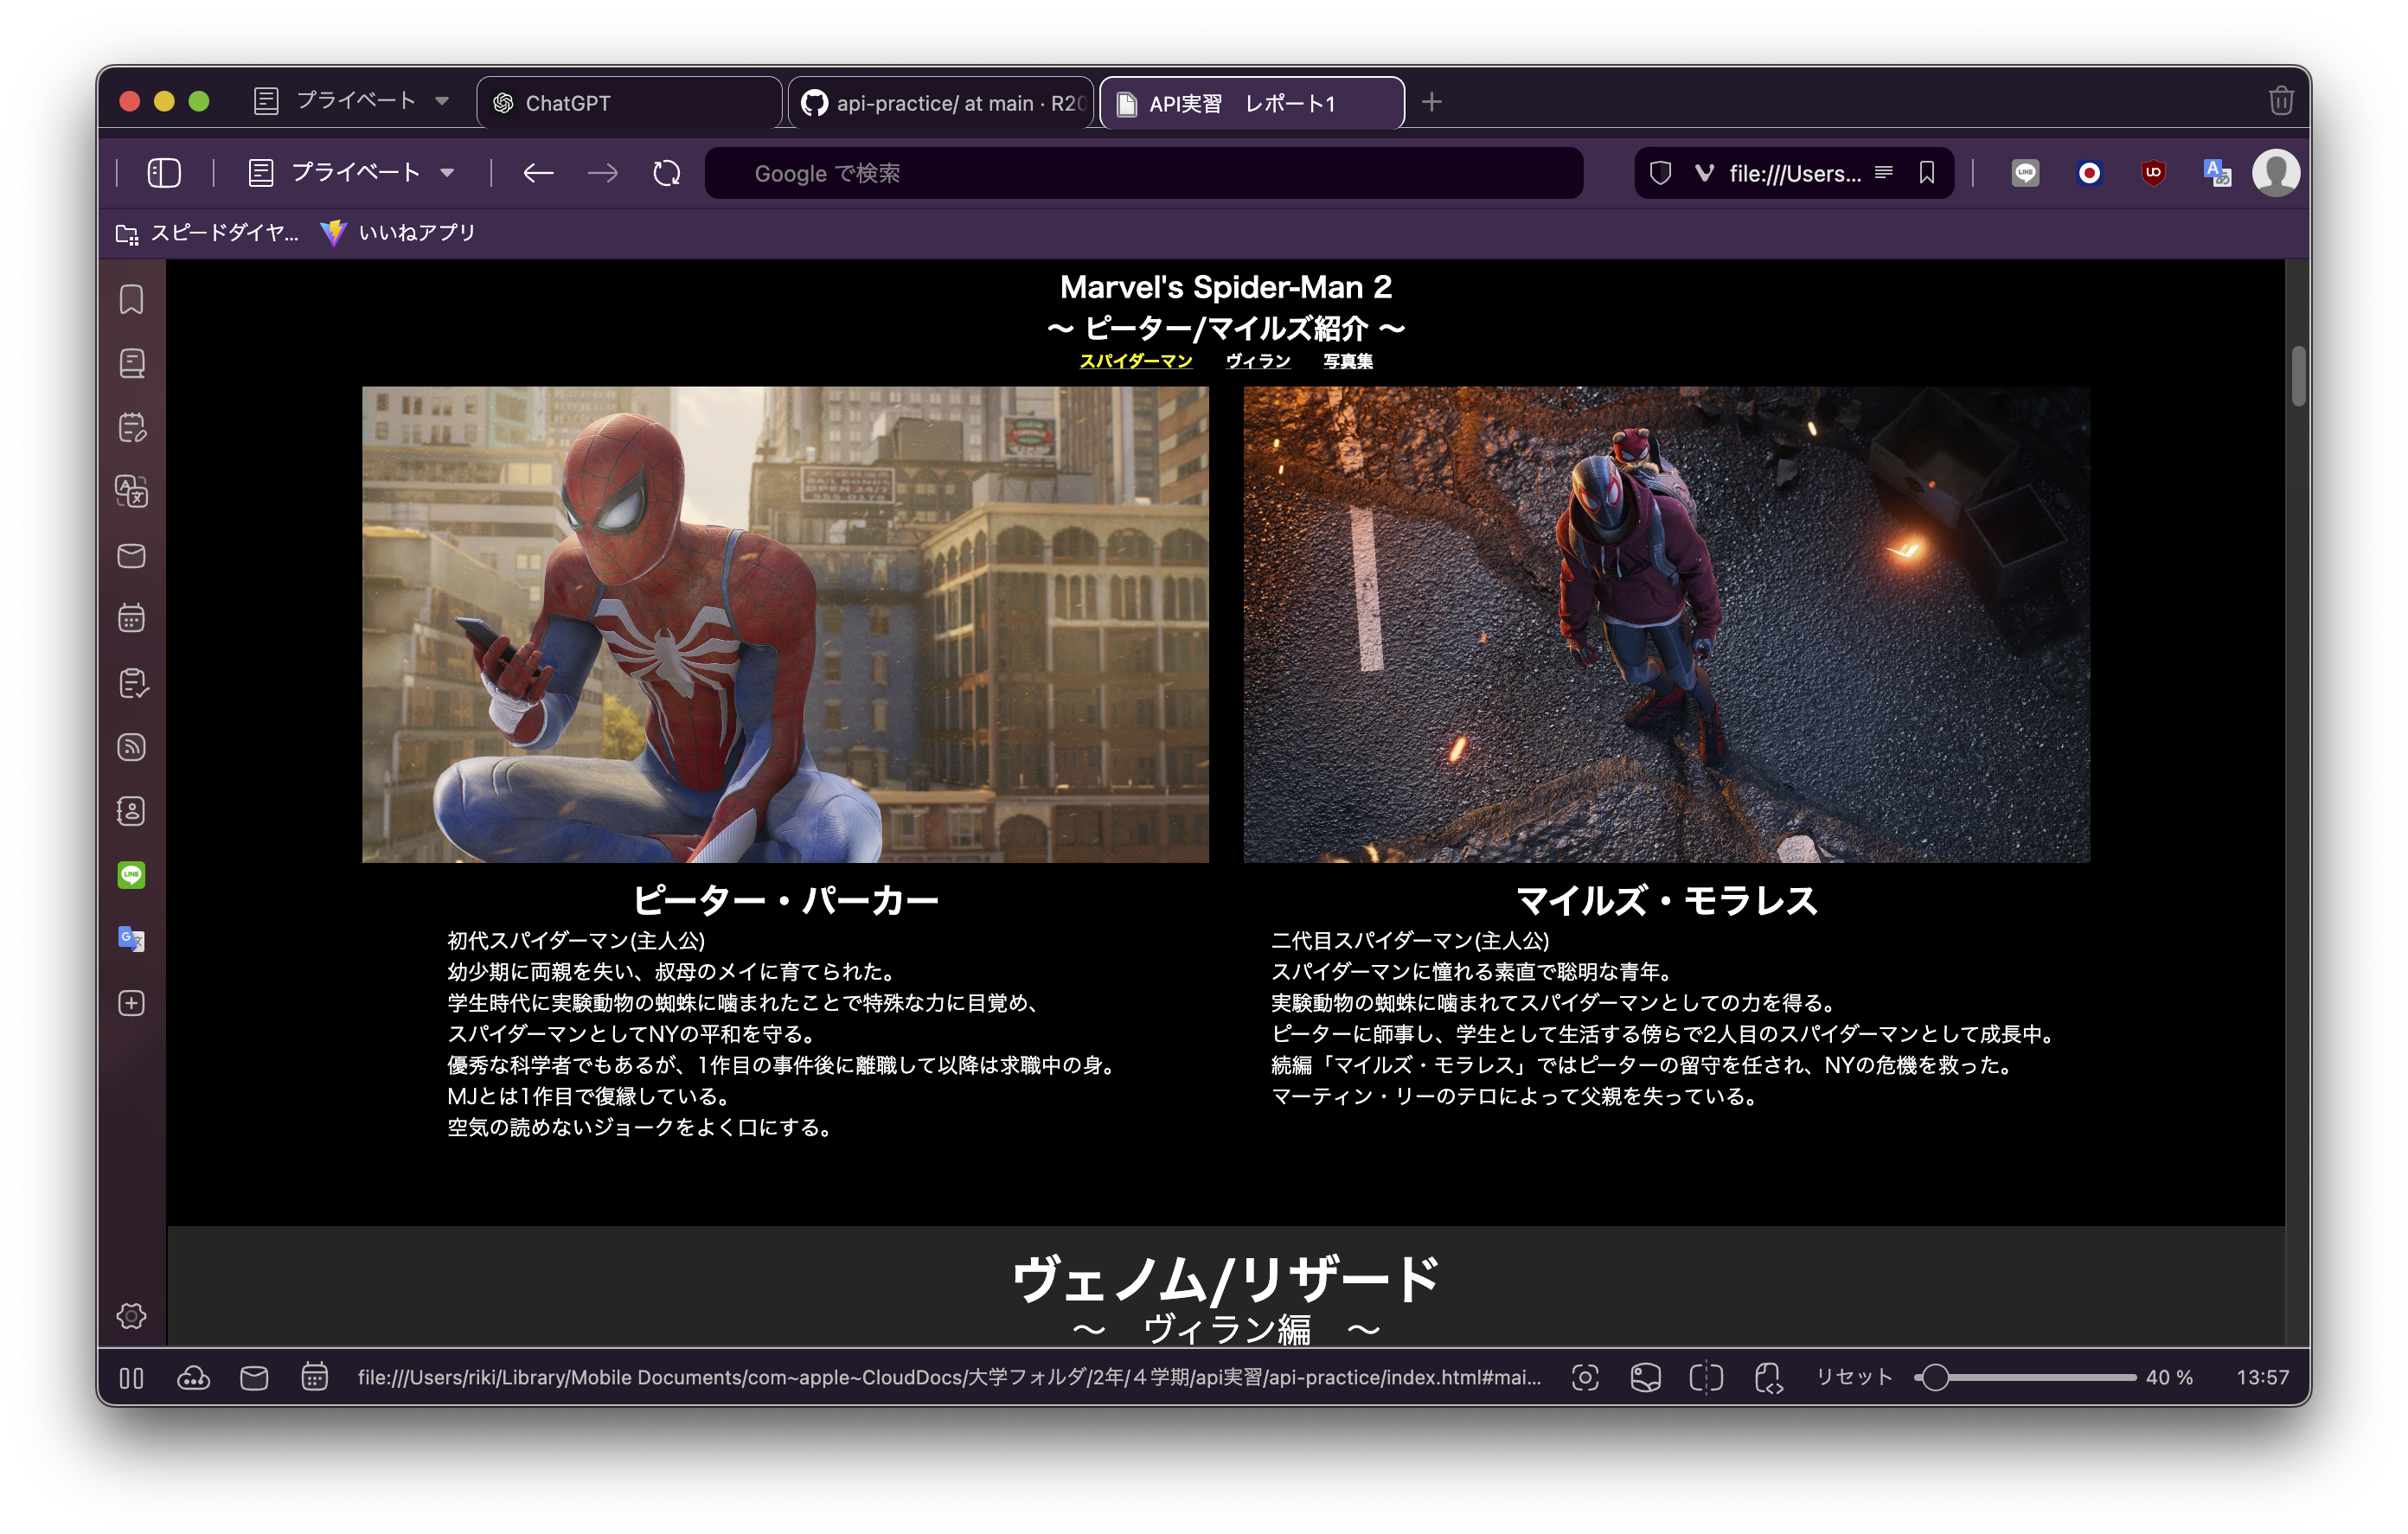 プライベート
ChatGPT
api-practice/ at main · R20
API実習　レポート1
プライベート
Google で検索
file:///Users...
スピードダイヤ...
いいねアプリ
Marvel's Spider-Man 2
～ ピーター/マイルズ紹介 ～
スパイダーマン ヴィラン 写真集
BAIL BONDS
OPEN 24/7
555-0178
ピーター・パーカー
初代スパイダーマン(主人公)
幼少期に両親を失い、叔母のメイに育てられた。
学生時代に実験動物の蜘蛛に噛まれたことで特殊な力に目覚め、
スパイダーマンとしてNYの平和を守る。
優秀な科学者でもあるが、1作目の事件後に離職して以降は求職中の身。
MJとは1作目で復縁している。
空気の読めないジョークをよく口にする。
マイルズ・モラレス
二代目スパイダーマン(主人公)
スパイダーマンに憧れる素直で聡明な青年。
実験動物の蜘蛛に噛まれてスパイダーマンとしての力を得る。
ピーターに師事し、学生として生活する傍らで2人目のスパイダーマンとして成長中。
続編「マイルズ・モラレス」ではピーターの留守を任され、NYの危機を救った。
マーティン・リーのテロによって父親を失っている。
ヴェノム/リザード
～　ヴィラン編　～
LINE
file:///Users/riki/Library/Mobile Documents/com~apple~CloudDocs/大学フォルダ/2年/４学期/api実習/api-practice/index.html#mai...
リセット
40 %
13:57